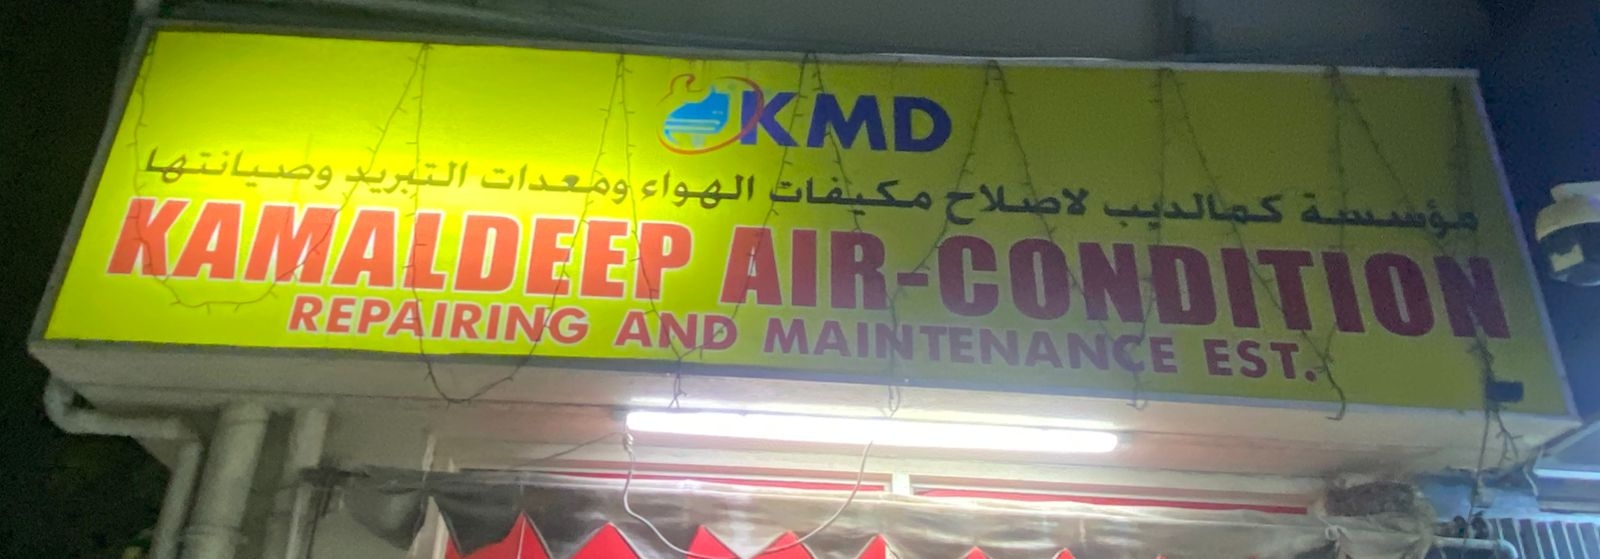 KMD
مؤسسة كمالديب لاصلاح مكيفات الهواء ومعدات التبريد وصيانتها
KAMALDEEP AIR-CONDITION
REPAIRING AND MAINTENANCE EST.